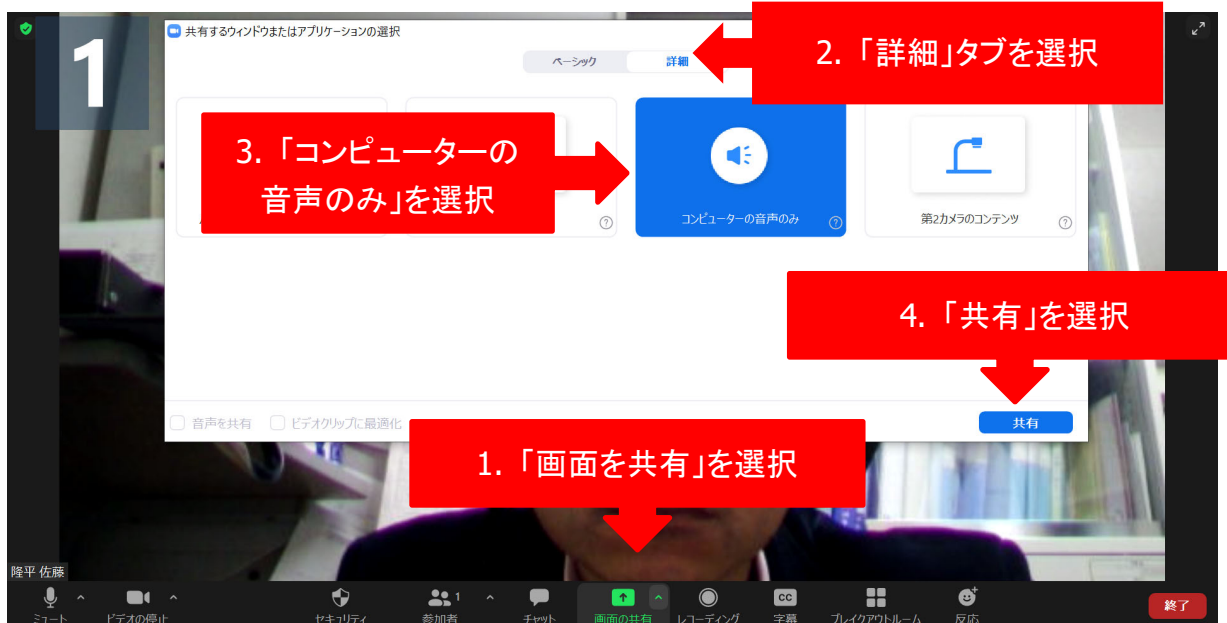 1
共有するウィンドウまたはアプリケーションの選択
ベーシック
詳細
2. 「詳細」タブを選択
3. 「コンピューターの
音声のみ」を選択
コンピューターの音声のみ
第2カメラのコンテンツ
4. 「共有」を選択
音声を共有
ビデオクリップに最適化
共有
1. 「画面を共有」を選択
隆平 佐藤
ミュート
ビデオの停止
セキュリティ
1
参加者
チャット
画面の共有
レコーディング
CC
字幕
ブレイクアウトルーム
反応
終了